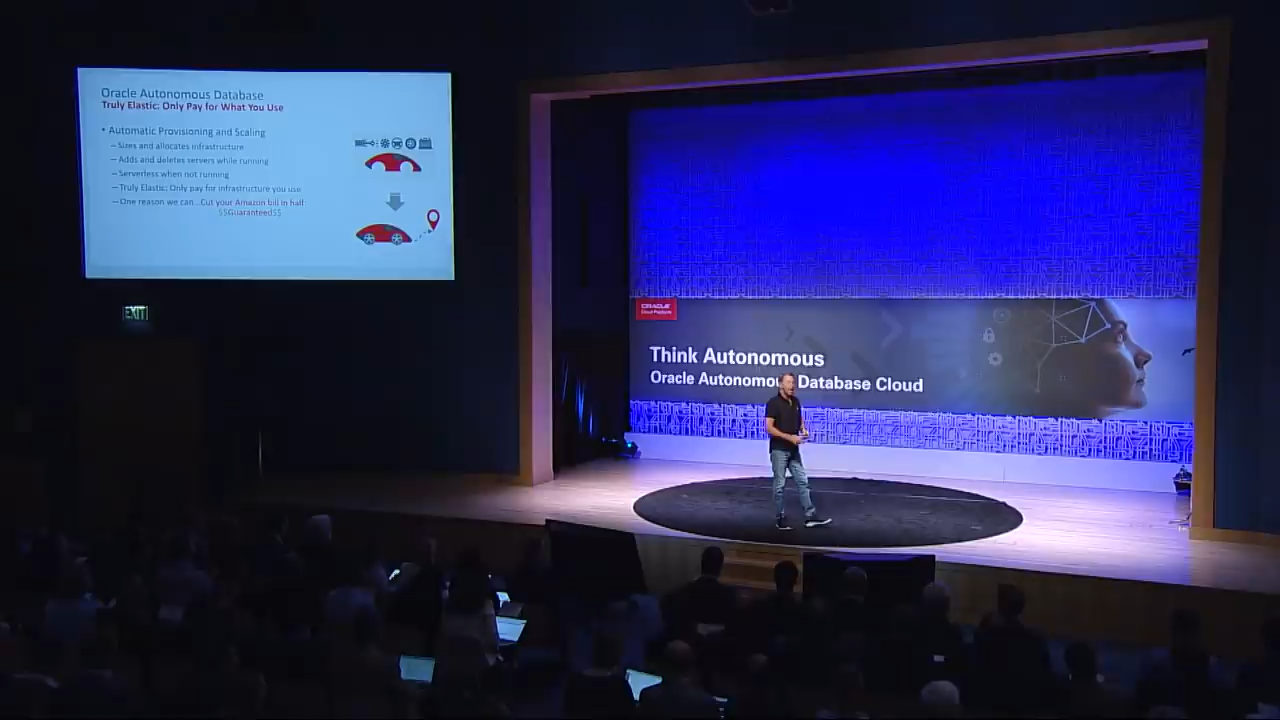 Oracle Autonomous Database
Truly Elastic: Only Pay for What You Use
• Automatic Provisioning and Scaling
– Sizes and allocates infrastructure
– Adds and deletes servers while running
– Serverless when not running
– Truly Elastic: Only pay for infrastructure you use
– One reason we can...Cut your Amazon bill in half
$$Guaranteed$$
EXIT
ORACLE
Cloud Platform
Think Autonomous
Oracle Autonomous Database Cloud